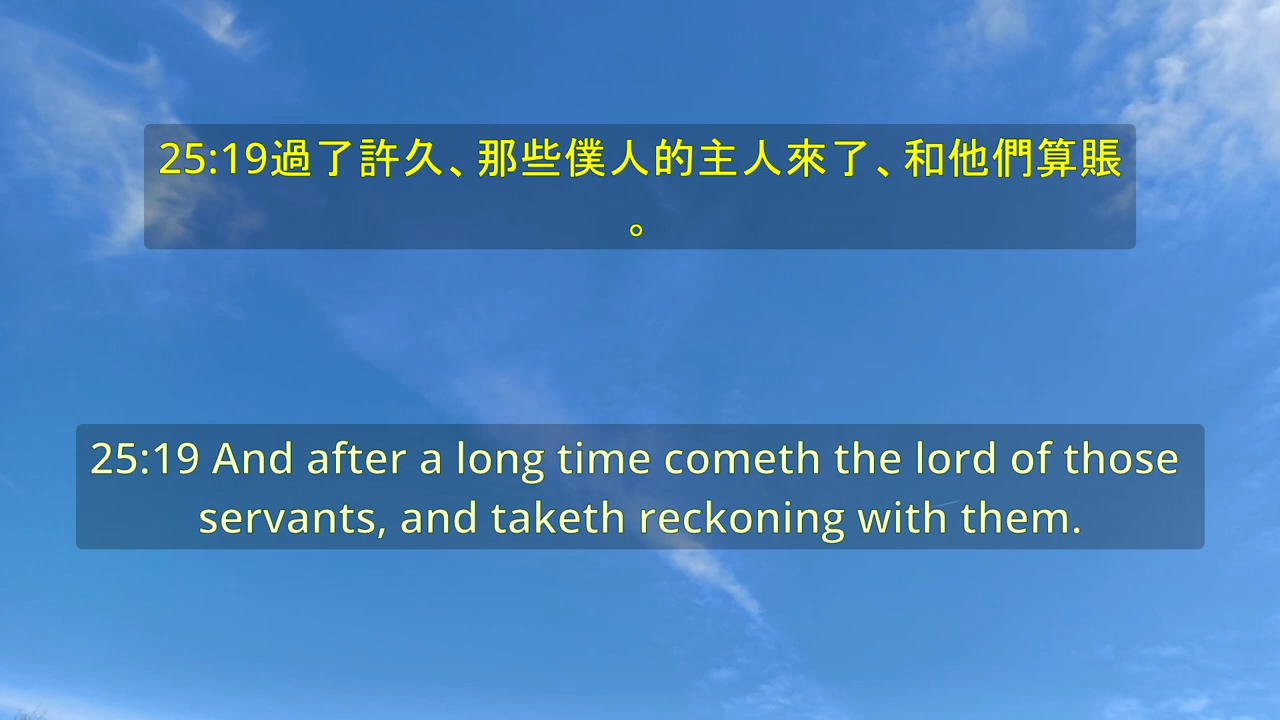 25:19過了許久、那些僕人的主人來了、和他們算賬
。
25:19 And after a long time cometh the lord of those
servants, and taketh reckoning with them.